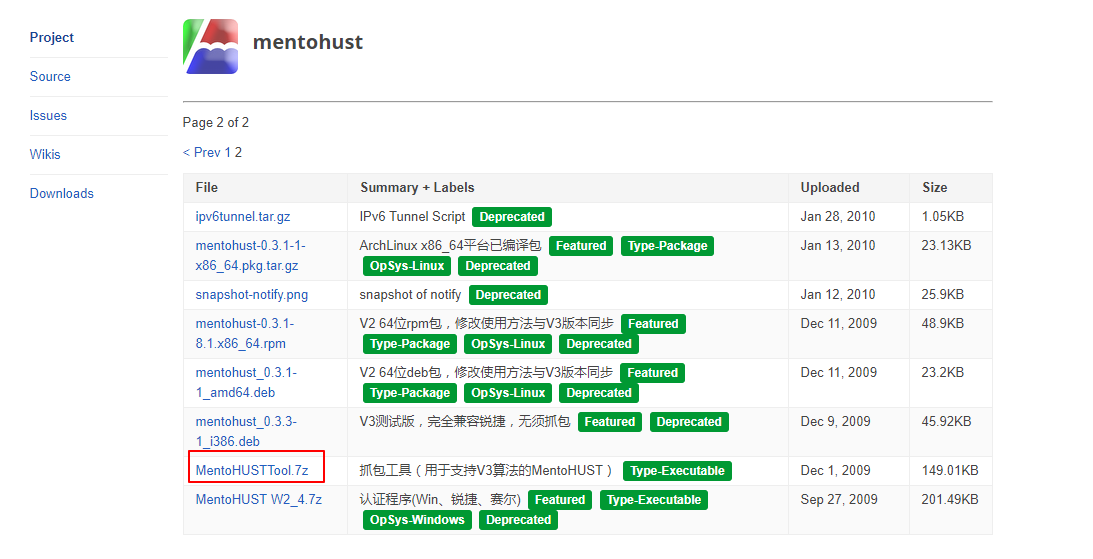 Project
Source
Issues
Wikis
Downloads
mentohust
Page 2 of 2
< Prev 1 2
File Summary + Labels Uploaded Size
ipv6tunnel.tar.gz IPv6 Tunnel Script Deprecated Jan 28, 2010 1.05KB
mentohust-0.3.1-1- ArchLinux x86_64平台已编译包 Featured Type-Package Jan 13, 2010 23.13KB
x86_64.pkg.tar.gz OpSys-Linux Deprecated
snapshot-notify.png snapshot of notify Deprecated Jan 12, 2010 25.9KB
mentohust-0.3.1- V2 64位rpm包，修改使用方法与V3版本同步 Featured Dec 11, 2009 48.9KB
8.1.x86_64.rpm Type-Package OpSys-Linux Deprecated
mentohust_0.3.1- V2 64位deb包，修改使用方法与V3版本同步 Featured Dec 11, 2009 23.2KB
1_amd64.deb Type-Package OpSys-Linux Deprecated
mentohust_0.3.3- V3测试版，完全兼容锐捷，无须抓包 Featured Deprecated Dec 9, 2009 45.92KB
1_i386.deb
MentoHUSTTool.7z 抓包工具（用于支持V3算法的MentoHUST） Type-Executable Dec 1, 2009 149.01KB
MentoHUST W2_4.7z 认证程序(Win、锐捷、赛尔) Featured Type-Executable Sep 27, 2009 201.49KB
OpSys-Windows Deprecated